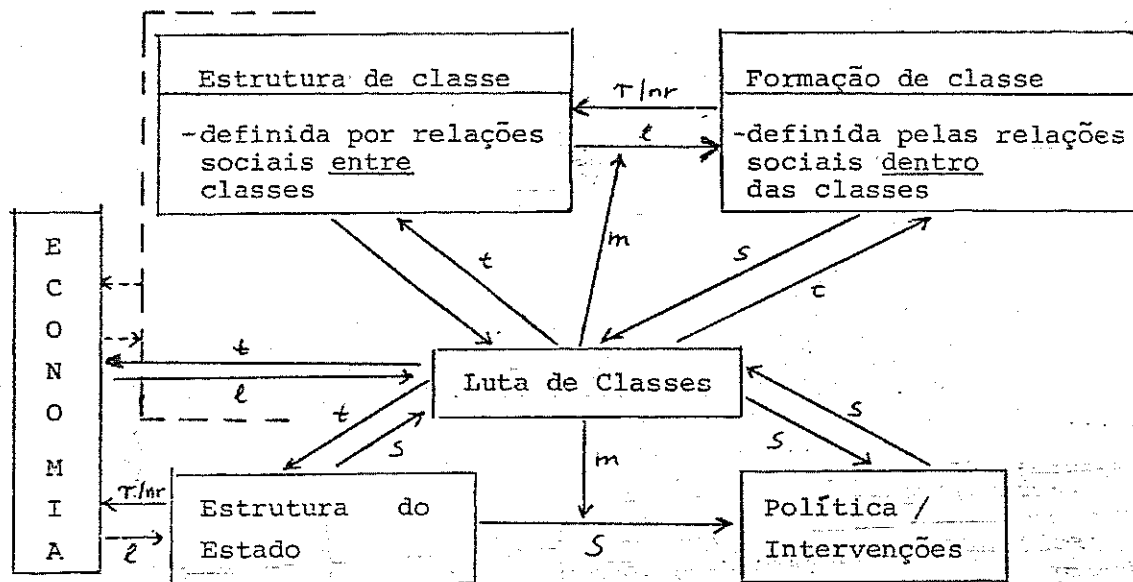 Estrutura de classe
-definida por relações
sociais entre
classes
r/nr
l
Formação de classe
-definida pelas relações
sociais dentro
das classes
t
m
s
t
l
Luta de Classes
t
s
m
s
s
E
C
O
N
O
M
I
A
r/nr
l
Estrutura do
Estado
s
Política /
Intervenções